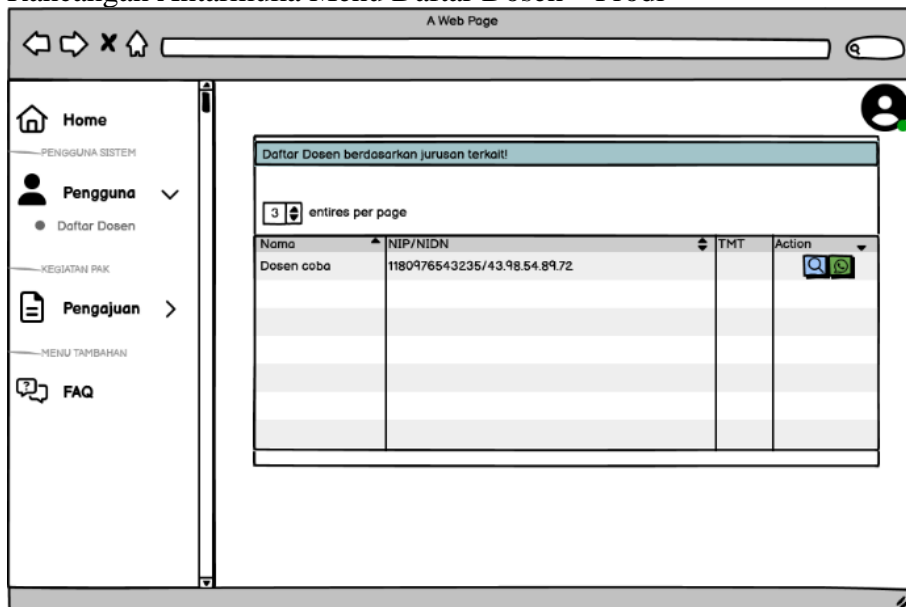 Rancangan Antarmuka Menu Daftar Dosen – Prodi
A Web Page
Home
PENGGUNA SISTEM
Pengguna
Daftar Dosen
KEGIATAN PAK
Pengajuan
MENU TAMBAHAN
FAQ
Daftar Dosen berdasarkan jurusan terkait!
3 entires per page
Nama NIP/NIDN TMT Action
Dosen coba 1180976543235/43.98.54.89.72